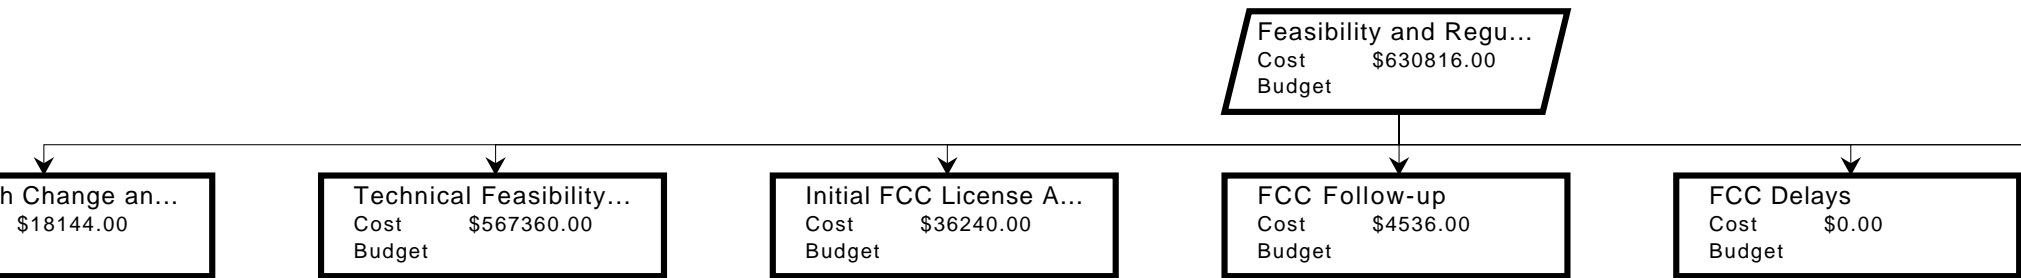 Feasibility and Regu...
Cost $630816.00
Budget
h Change an...
$18144.00
Technical Feasibility...
Cost $567360.00
Budget
Initial FCC License A...
Cost $36240.00
Budget
FCC Follow-up
Cost $4536.00
Budget
FCC Delays
Cost $0.00
Budget